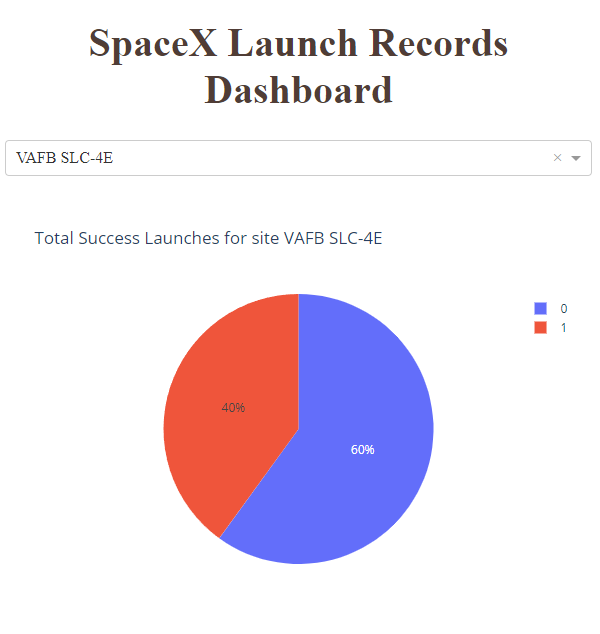 SpaceX Launch Records
Dashboard
VAFB SLC-4E
×
Total Success Launches for site VAFB SLC-4E
0
1
40%
60%